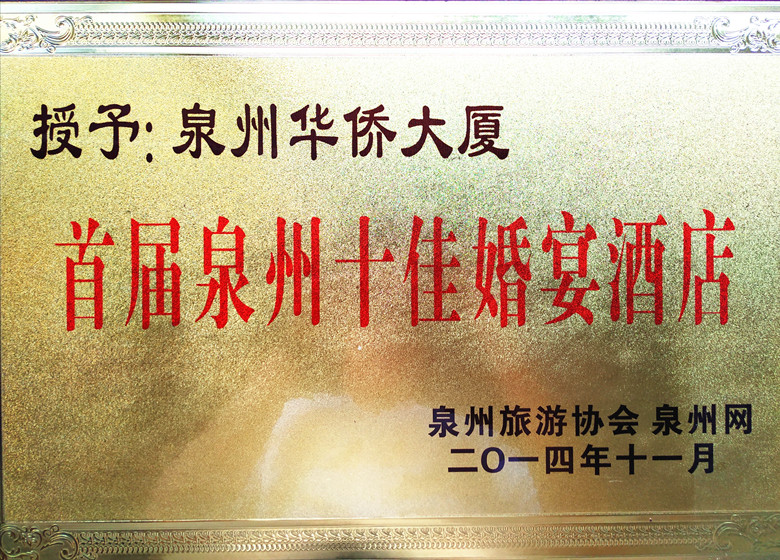 授予: 泉州华侨大厦
首届泉州十佳婚宴酒店
泉州旅游协会 泉州网
二O一四年十一月